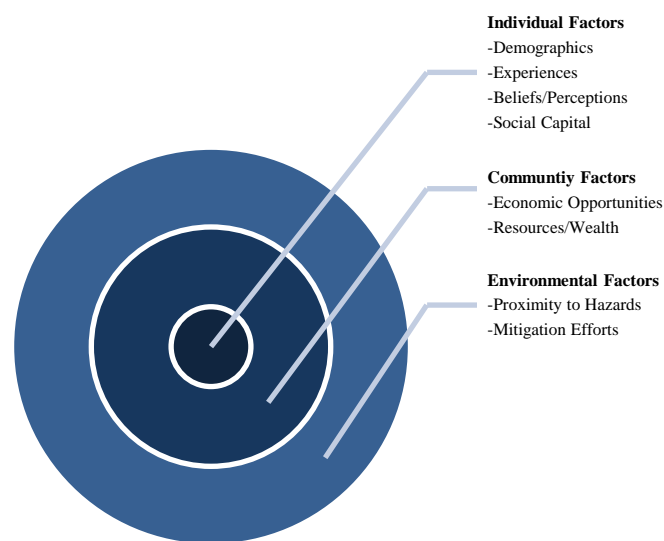 Individual Factors
-Demographics
-Experiences
-Beliefs/Perceptions
-Social Capital
Communtiy Factors
-Economic Opportunities
-Resources/Wealth
Environmental Factors
-Proximity to Hazards
-Mitigation Efforts